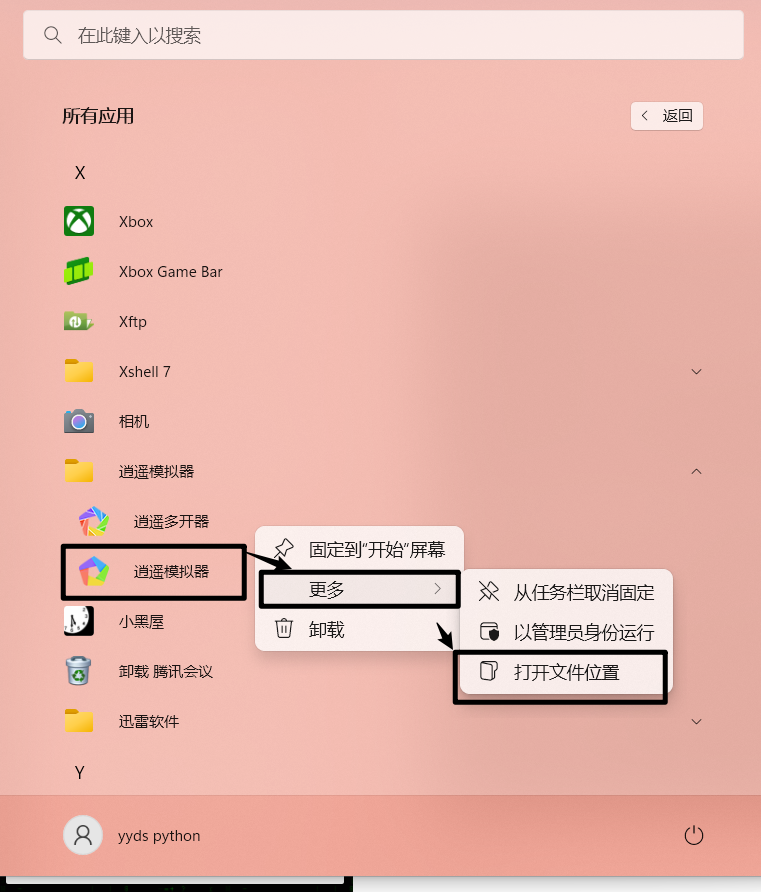 在此键入以搜索
所有应用
返回
X
Xbox
Xbox Game Bar
Xftp
Xshell 7
相机
逍遥模拟器
逍遥多开器
逍遥模拟器
固定到"开始"屏幕
更多
卸载
从任务栏取消固定
以管理员身份运行
打开文件位置
小黑屋
卸载 腾讯会议
迅雷软件
Y
yyds python